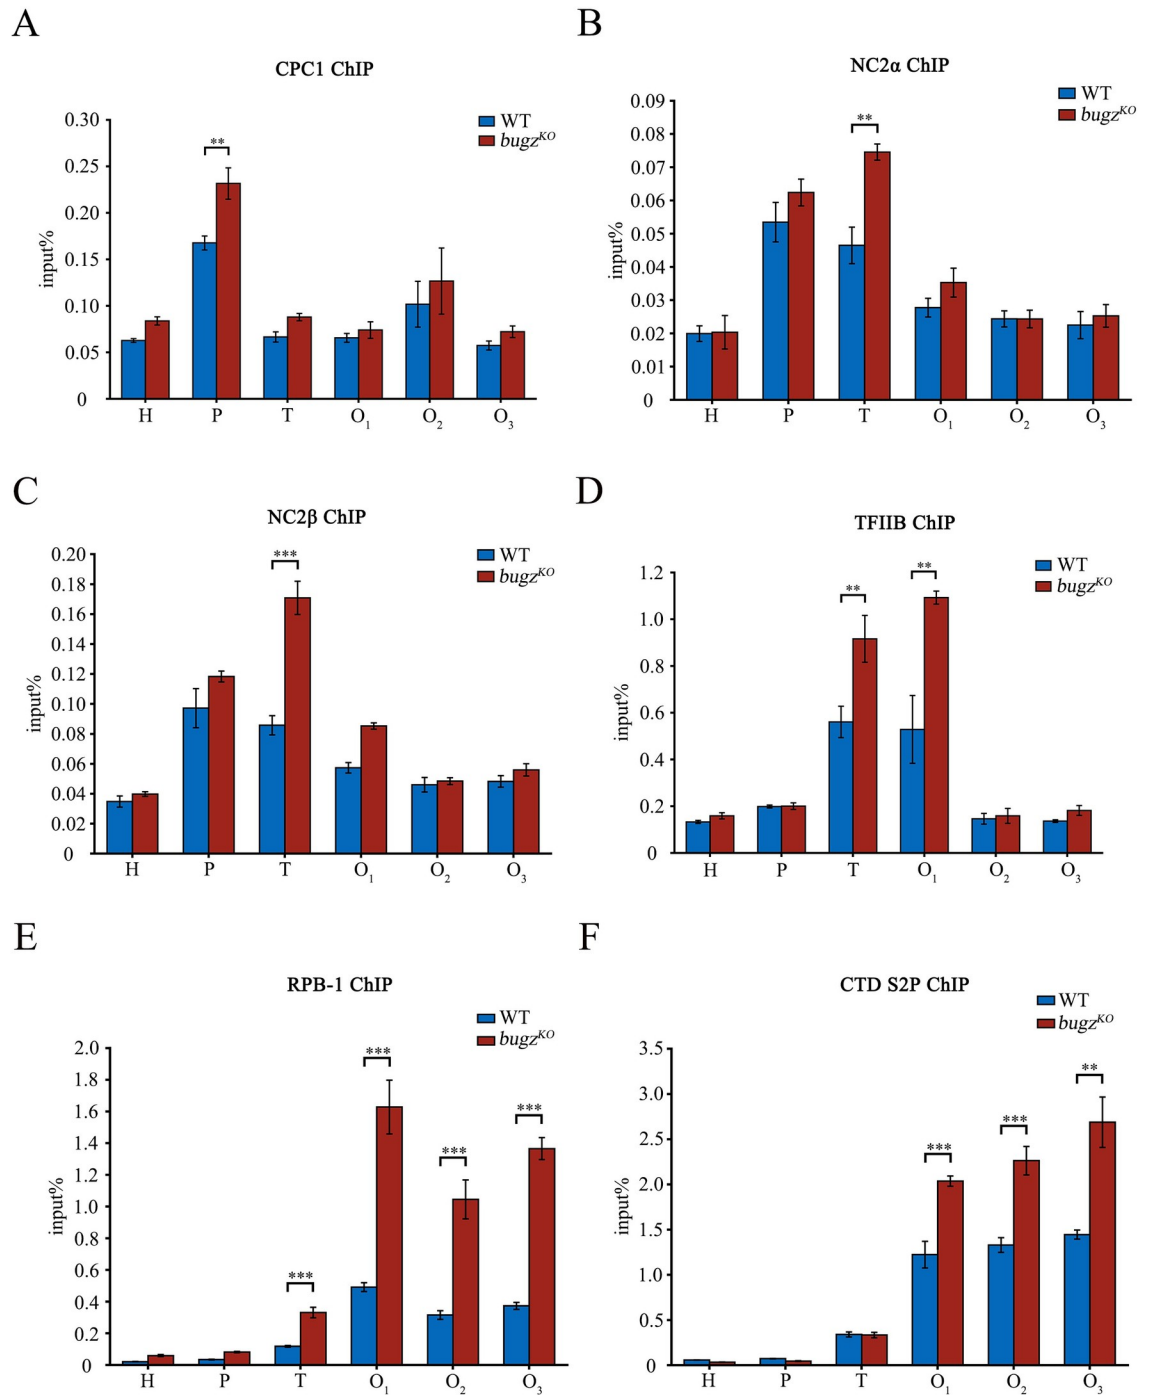 A
CPC1 ChIP
WT
bugzKO
input%
0.30
0.25
0.20
0.15
0.10
0.05
0
**
H P T O1 O2 O3
B
NC2α ChIP
WT
bugzKO
input%
0.09
0.08
0.07
0.06
0.05
0.04
0.03
0.02
0.01
0
**
H P T O1 O2 O3
C
NC2β ChIP
WT
bugzKO
input%
0.20
0.18
0.16
0.14
0.12
0.10
0.08
0.06
0.04
0.02
0
***
H P T O1 O2 O3
D
TFIIB ChIP
WT
bugzKO
input%
1.2
1.0
0.8
0.6
0.4
0.2
0
** **
H P T O1 O2 O3
E
RPB-1 ChIP
WT
bugzKO
input%
2.0
1.8
1.6
1.4
1.2
1.0
0.8
0.6
0.4
0.2
0
*** *** *** ***
H P T O1 O2 O3
F
CTD S2P ChIP
WT
bugzKO
input%
3.5
3.0
2.5
2.0
1.5
1.0
0.5
0
*** *** **
H P T O1 O2 O3